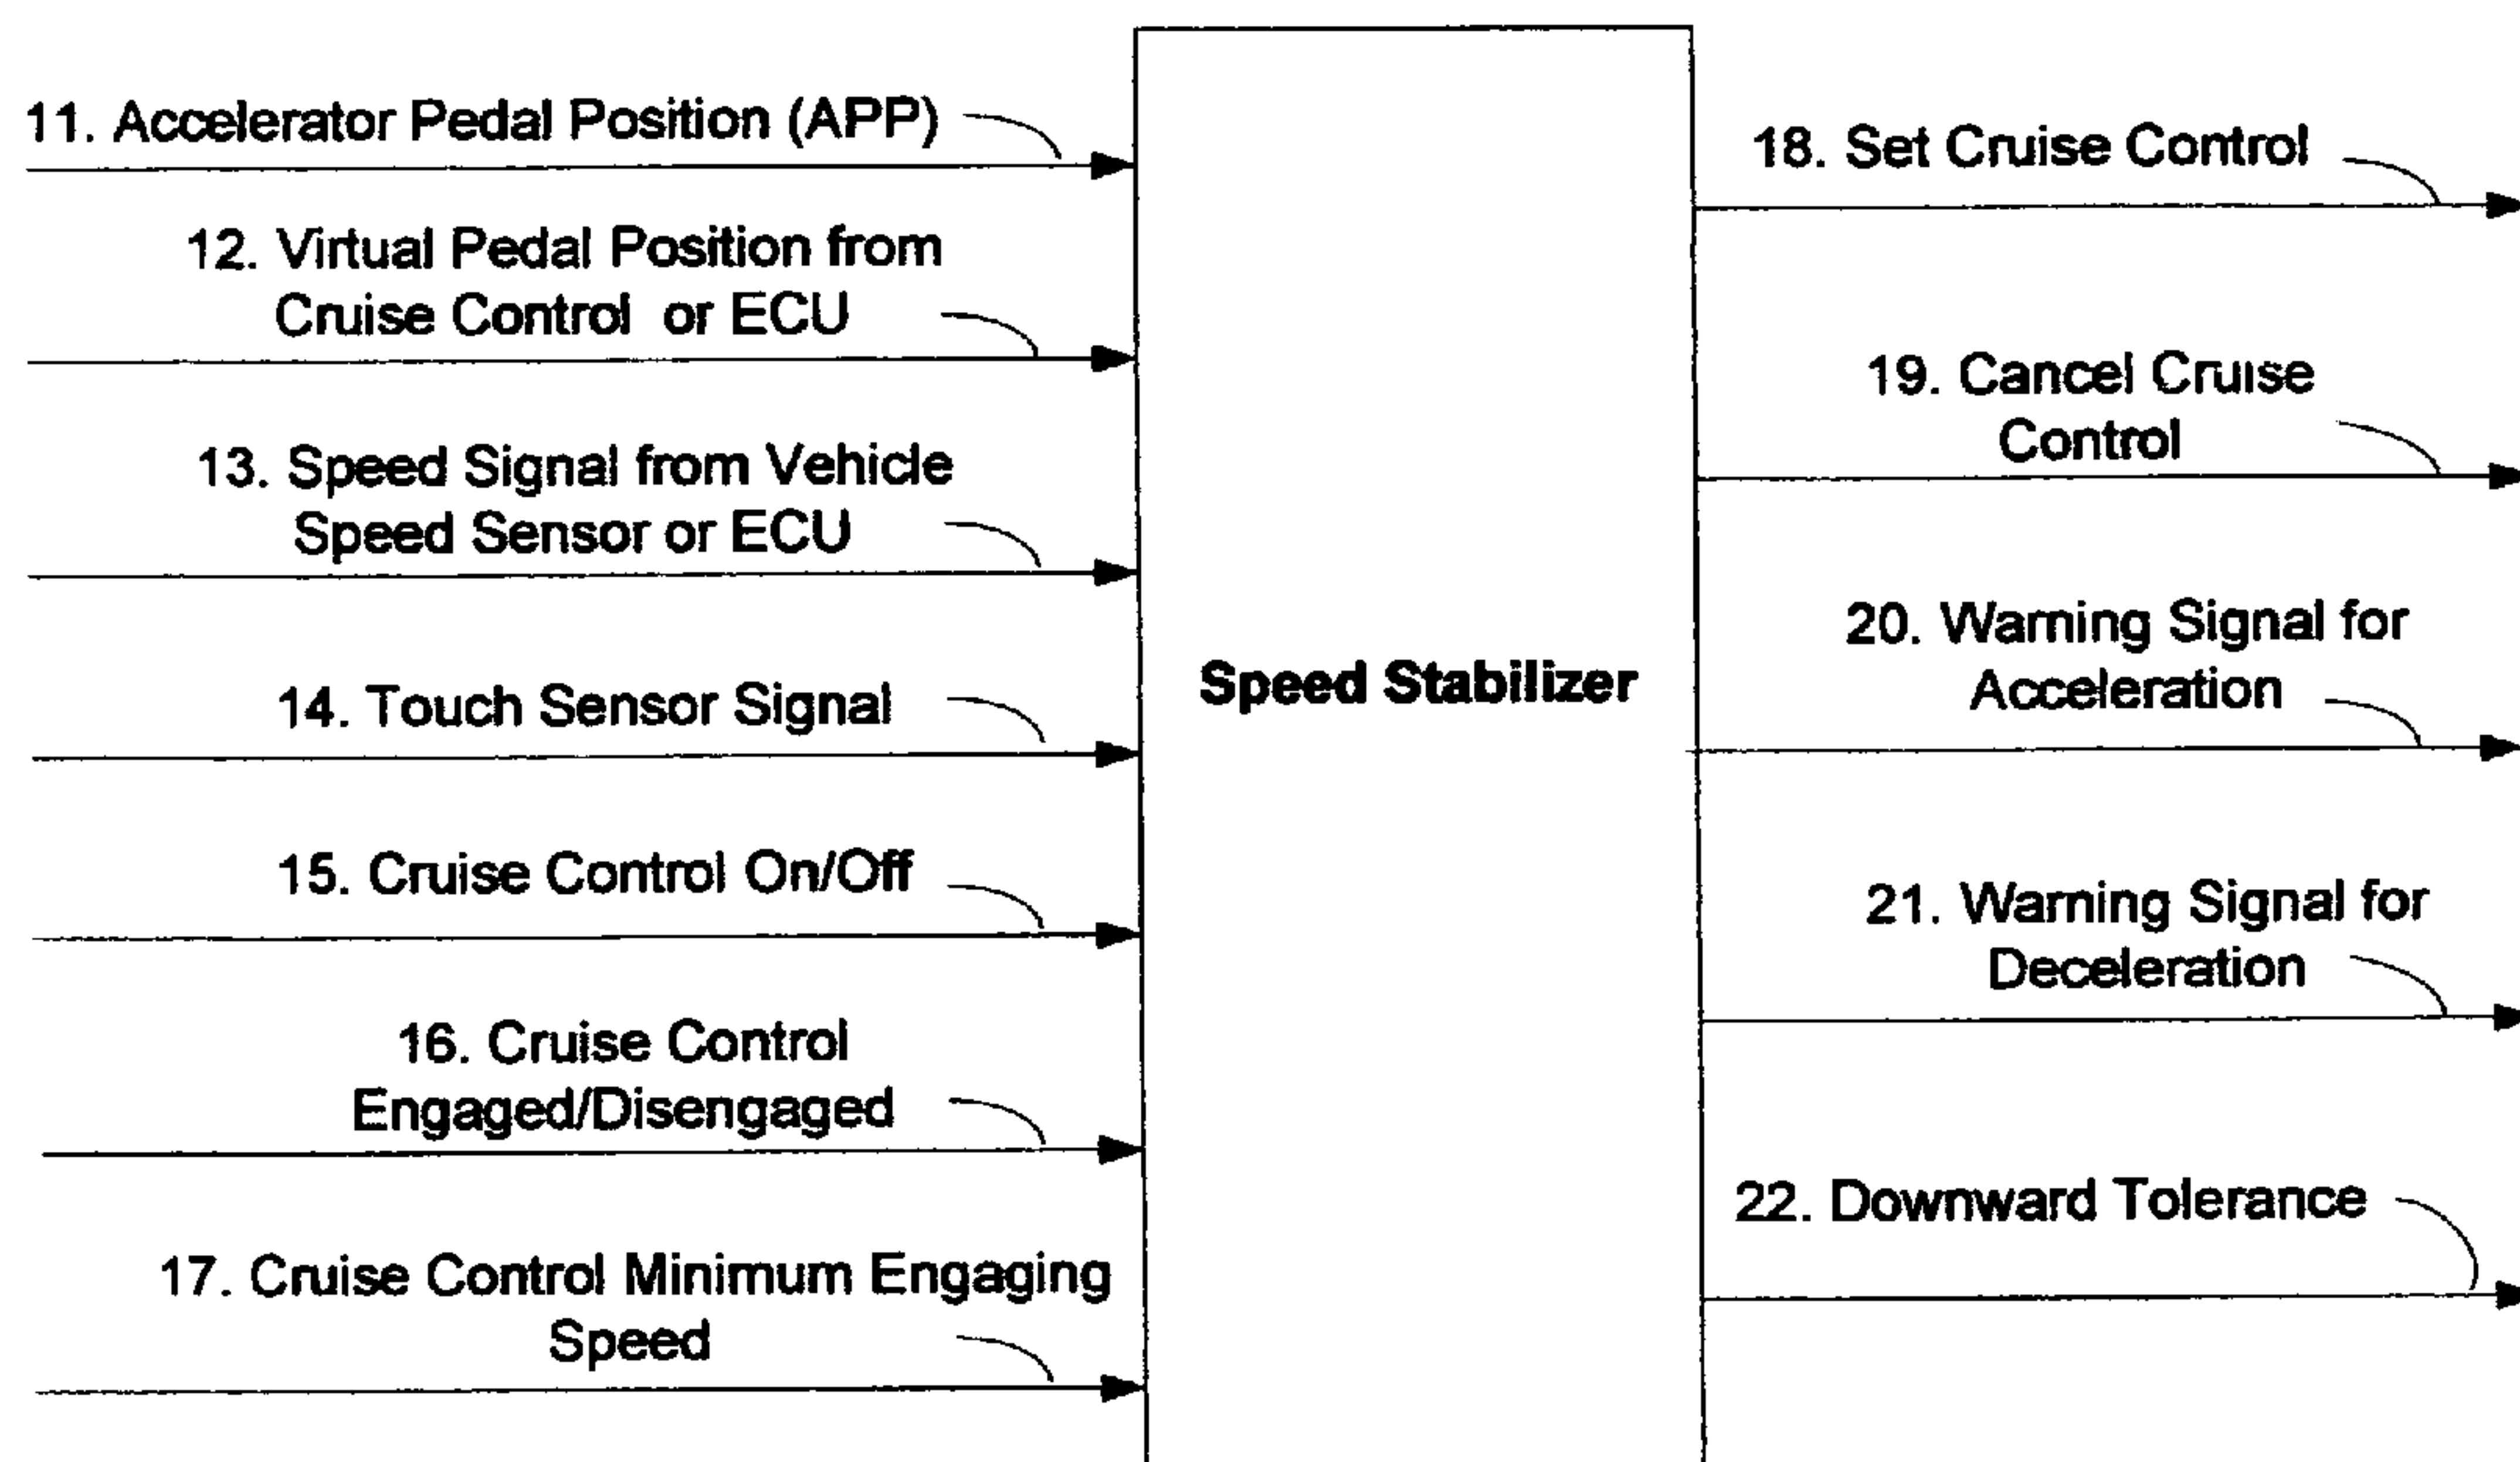 11. Accelerator Pedal Position (APP)
12. Virtual Pedal Position from
Cruise Control or ECU
13. Speed Signal from Vehicle
Speed Sensor or ECU
14. Touch Sensor Signal
15. Cruise Control On/Off
16. Cruise Control
Engaged/Disengaged
17. Cruise Control Minimum Engaging
Speed
Speed Stabilizer
18. Set Cruise Control
19. Cancel Cruise
Control
20. Warning Signal for
Acceleration
21. Warning Signal for
Deceleration
22. Downward Tolerance